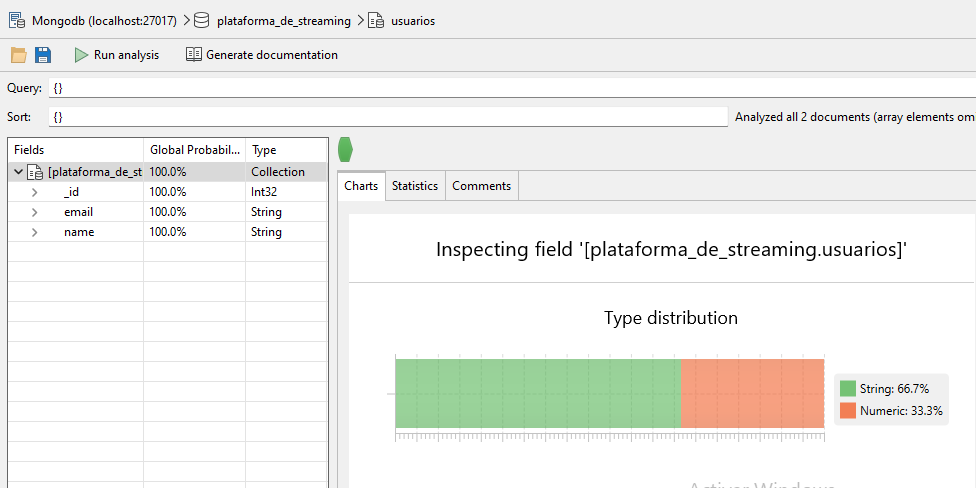 Mongodb (localhost:27017) plataforma_de_streaming usuarios
Run analysis Generate documentation
Query: {}
Sort: {} Analyzed all 2 documents (array elements om
Fields Global Probabil... Type
[plataforma_de_st 100.0% Collection
_id 100.0% Int32
email 100.0% String
name 100.0% String
Charts Statistics Comments
Inspecting field '[plataforma_de_streaming.usuarios]'
Type distribution
String: 66.7%
Numeric: 33.3%
Activer Windows